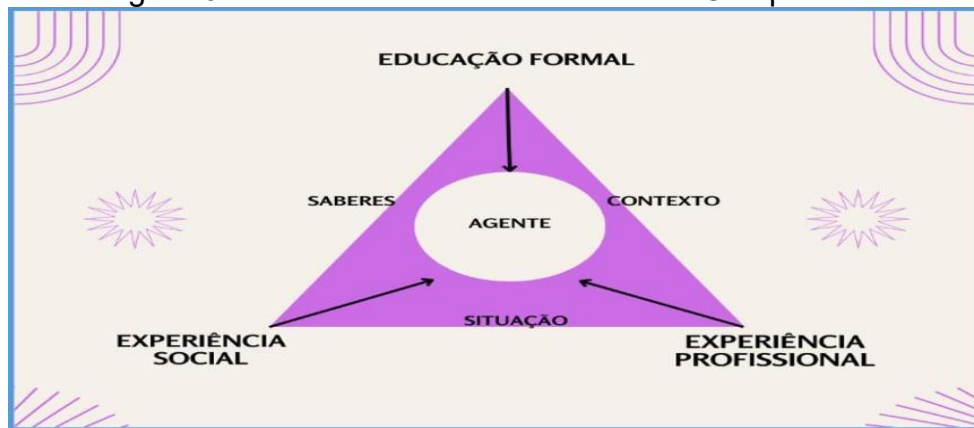 EDUCAÇÃO FORMAL
SABERES
CONTEXTO
AGENTE
SITUAÇÃO
EXPERIÊNCIA
SOCIAL
EXPERIÊNCIA
PROFISSIONAL